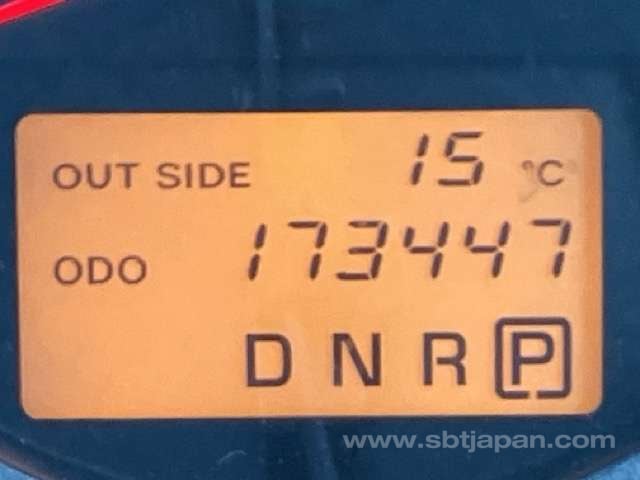 OUT SIDE 15 °C
ODO 173447
D N R P
www.sbtjapan.com